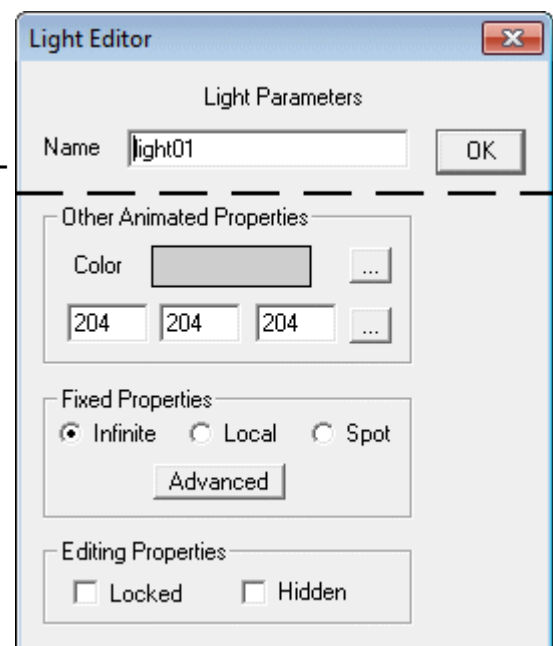 Light Editor
Light Parameters
Name light01 OK
Other Animated Properties
Color ...
204 204 204 ...
Fixed Properties
Infinite Local Spot
Advanced
Editing Properties
Locked Hidden